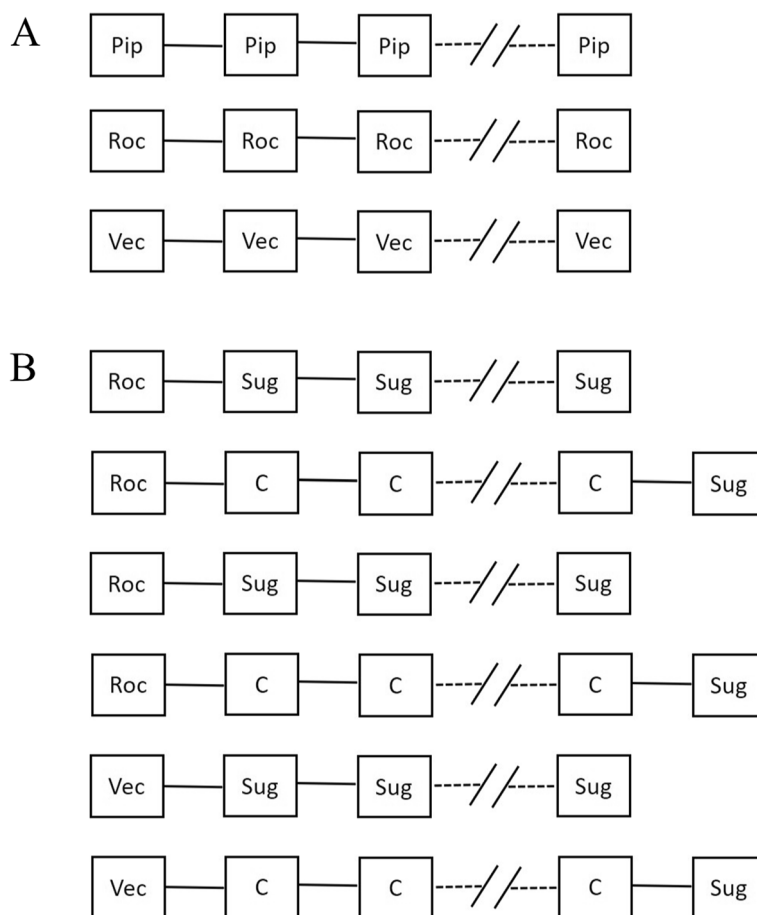 A Pip Pip Pip Pip
Roc Roc Roc Roc
Vec Vec Vec Vec
B Roc Sug Sug Sug
Roc C C C Sug
Roc Sug Sug Sug
Roc C C C Sug
Vec Sug Sug Sug
Vec C C C Sug